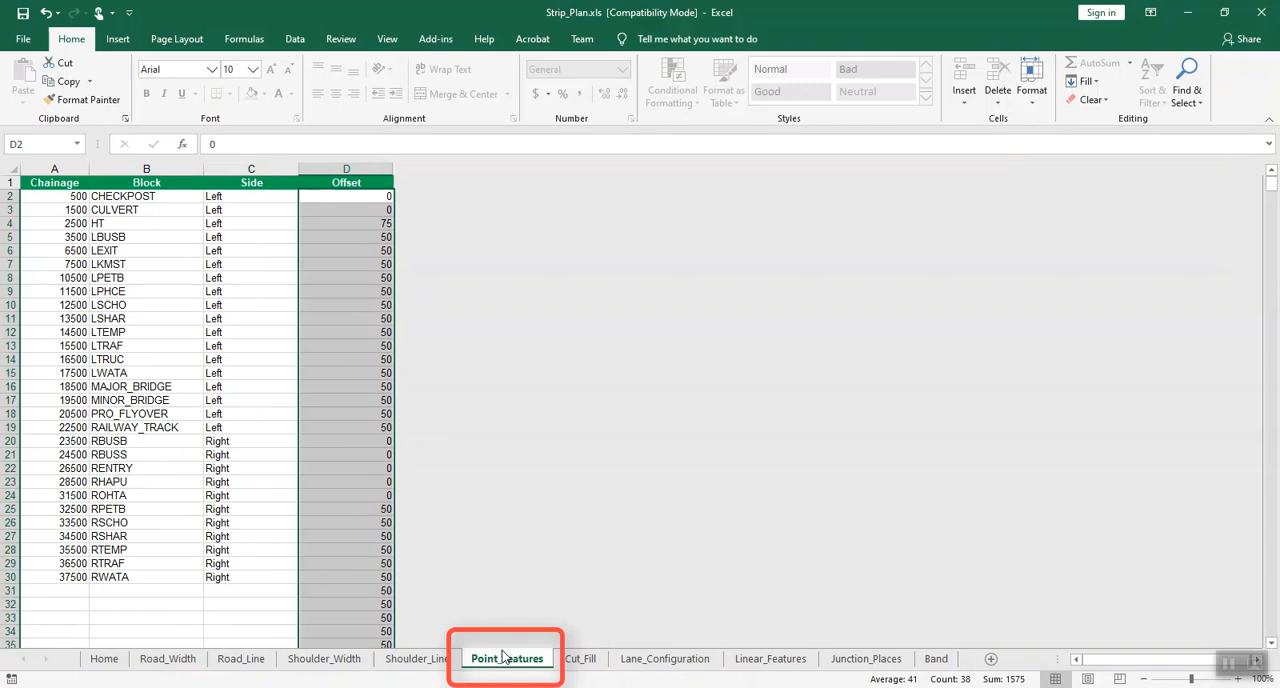 Strip_Plan.xls [Compatibility Mode] - Excel
Sign in
File Home Insert Page Layout Formulas Data Review View Add-ins Help Acrobat Team Tell me what you want to do Share
Paste Cut Copy Format Painter Clipboard
Arial 10 B I U A Font
Wrap Text Merge & Center Alignment
General $ % Number
Conditional Formatting Format as Table Normal Bad Good Neutral Styles
Insert Delete Format Cells
AutoSum Fill Clear Sort & Filter Find & Select Editing
D2 fx 0
A B C D
1 Chainage Block Side Offset
2 500 CHECKPOST Left 0
3 1500 CULVERT Left 0
4 2500 HT Left 75
5 3500 LBUSB Left 50
6 6500 LEXIT Left 50
7 7500 LKMST Left 50
8 10500 LPETB Left 50
9 11500 LPHCE Left 50
10 12500 LSCHO Left 50
11 13500 LSHAR Left 50
12 14500 LTEMP Left 50
13 15500 LTRAF Left 50
14 16500 LTRUC Left 50
15 17500 LWATA Left 50
16 18500 MAJOR_BRIDGE Left 50
17 19500 MINOR_BRIDGE Left 50
18 20500 PRO_FLYOVER Left 50
19 22500 RAILWAY_TRACK Left 50
20 23500 RBUSB Right 0
21 24500 RBUSS Right 0
22 26500 RENTRY Right 0
23 28500 RHAPU Right 0
24 31500 ROHTA Right 0
25 32500 RPETB Right 50
26 33500 RSCHO Right 50
27 34500 RSHAR Right 50
28 35500 RTEMP Right 50
29 36500 RTRAF Right 50
30 37500 RWATA Right 50
31 50
32 50
33 50
34 50
35 50
Home Road_Width Road_Line Shoulder_Width Shoulder_Line Point_Features Cut_Fill Lane_Configuration Linear_Features Junction_Places Band
Average: 41 Count: 38 Sum: 1575 100%